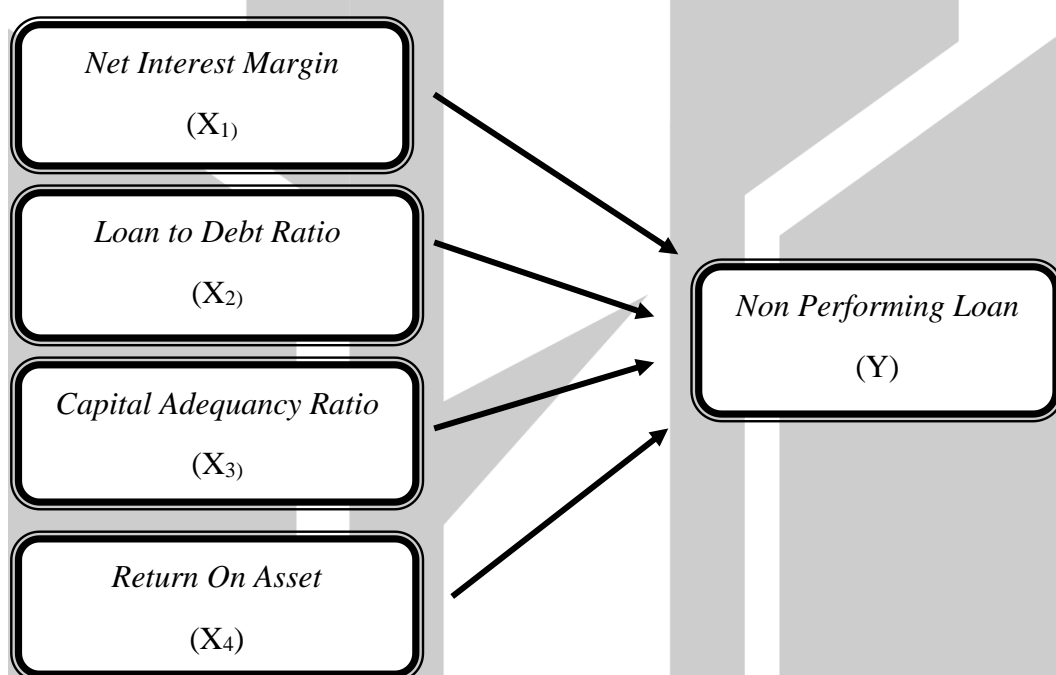 Net Interest Margin
(X1)
Loan to Debt Ratio
(X2)
Capital Adequancy Ratio
(X3)
Return On Asset
(X4)
Non Performing Loan
(Y)